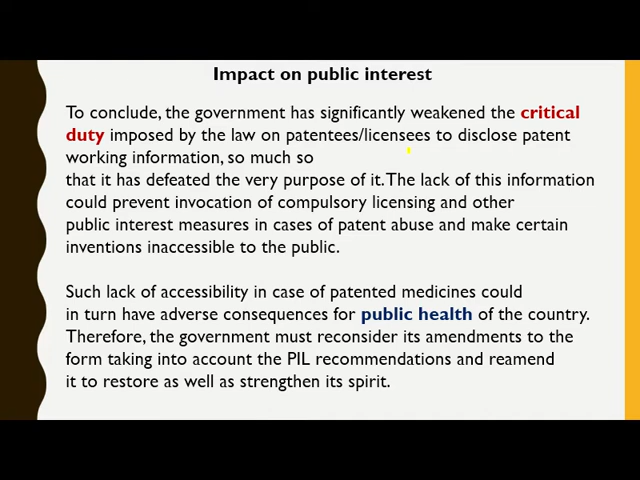 Impact on public interest
To conclude, the government has significantly weakened the critical
duty imposed by the law on patentees/licensees to disclose patent
working information, so much so
that it has defeated the very purpose of it. The lack of this information
could prevent invocation of compulsory licensing and other
public interest measures in cases of patent abuse and make certain
inventions inaccessible to the public.
Such lack of accessibility in case of patented medicines could
in turn have adverse consequences for public health of the country.
Therefore, the government must reconsider its amendments to the
form taking into account the PIL recommendations and reamend
it to restore as well as strengthen its spirit.